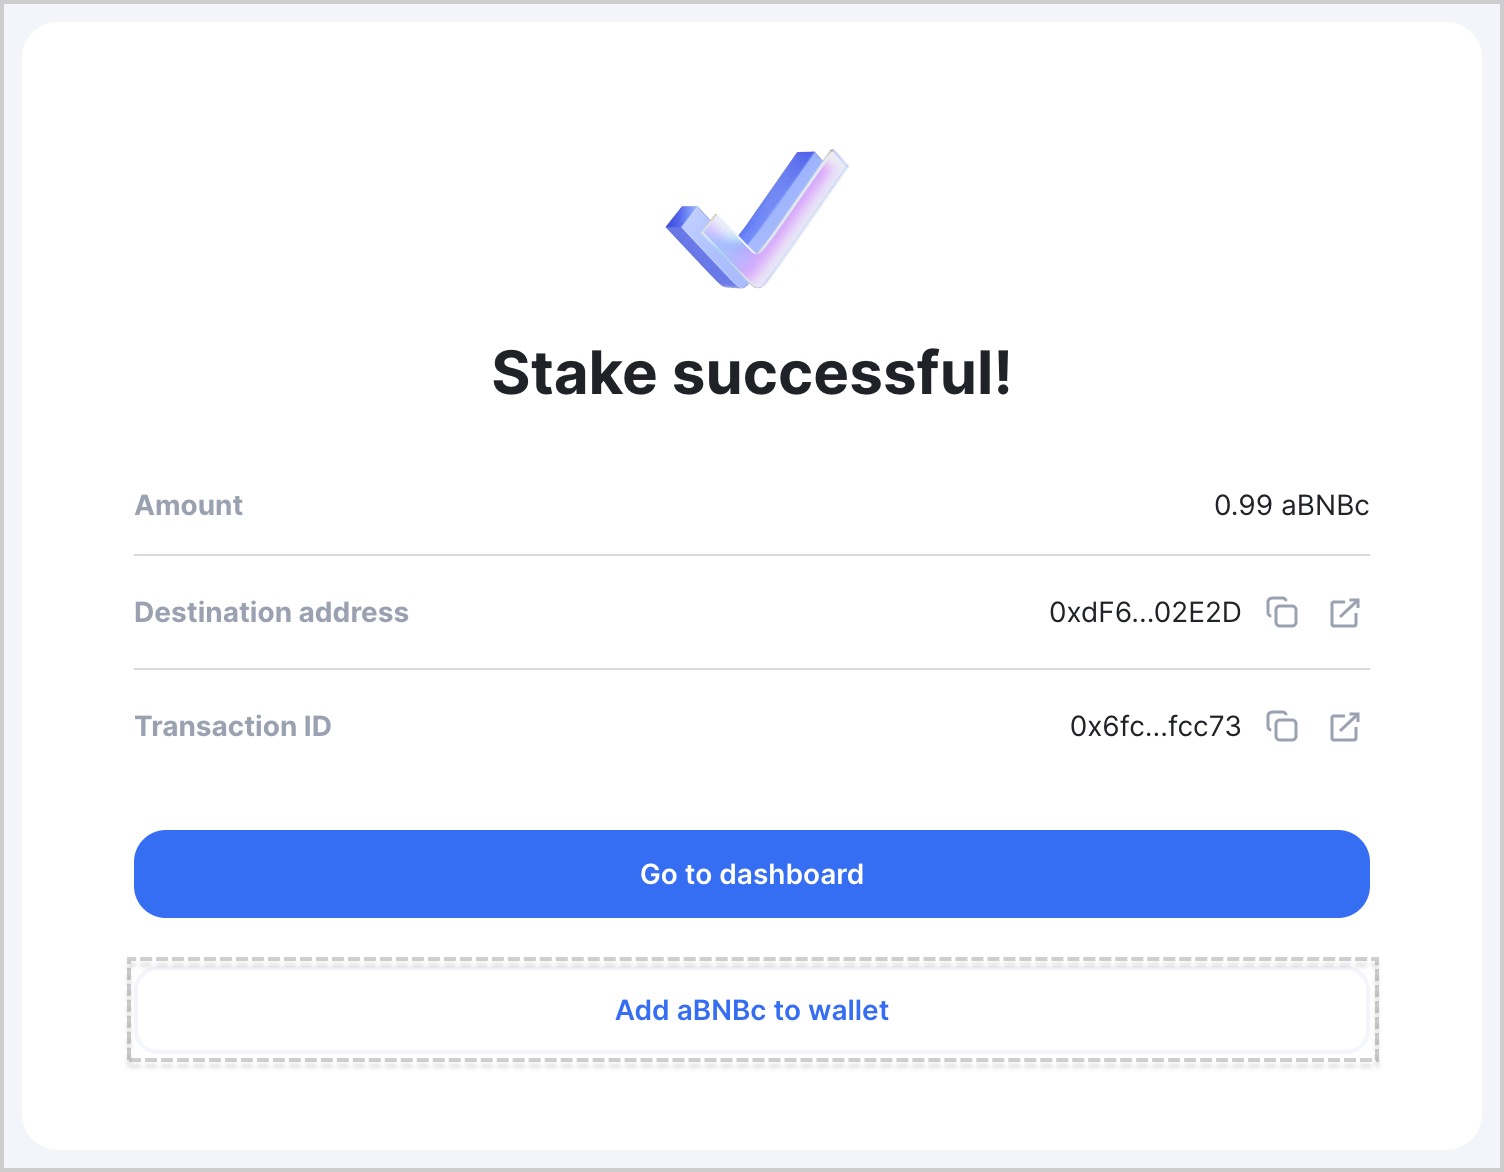 Stake successful!
Amount 0.99 aBNBc
Destination address 0xdF6...02E2D
Transaction ID 0x6fc...fcc73
Go to dashboard
Add aBNBc to wallet